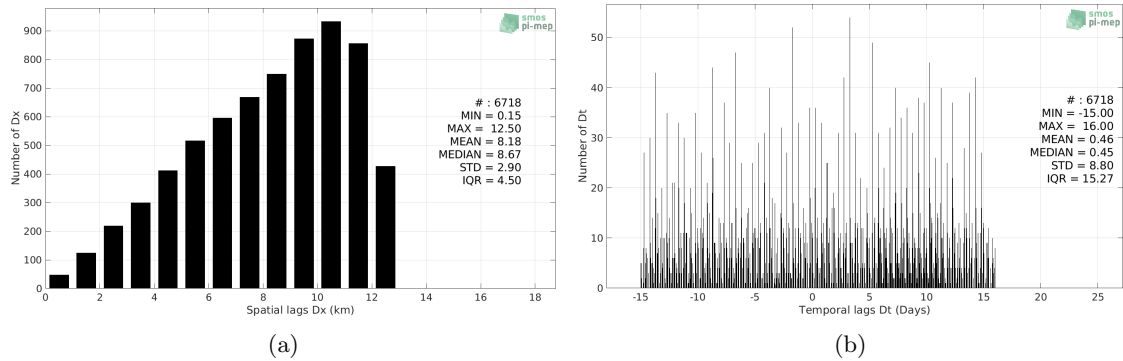 smos
pi-mep
900
800
700
600
500
400
300
200
100
0
Number of Dx
# : 6718
MIN = 0.15
MAX = 12.50
MEAN = 8.18
MEDIAN = 8.67
STD = 2.90
IQR = 4.50
0 2 4 6 8 10 12 14 16 18
Spatial lags Dx (km)
(a)
smos
pi-mep
50
40
30
20
10
0
Number of Dt
# : 6718
MIN = -15.00
MAX = 16.00
MEAN = 0.46
MEDIAN = 0.45
STD = 8.80
IQR = 15.27
-15 -10 -5 0 5 10 15 20 25
Temporal lags Dt (Days)
(b)